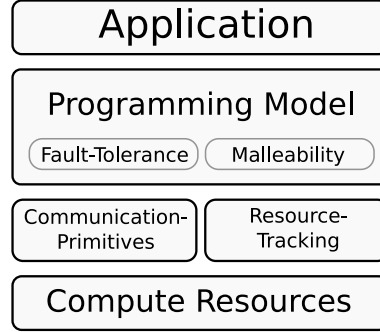 Application
Programming Model
Fault-Tolerance Malleability
Communication-
Primitives
Resource-
Tracking
Compute Resources